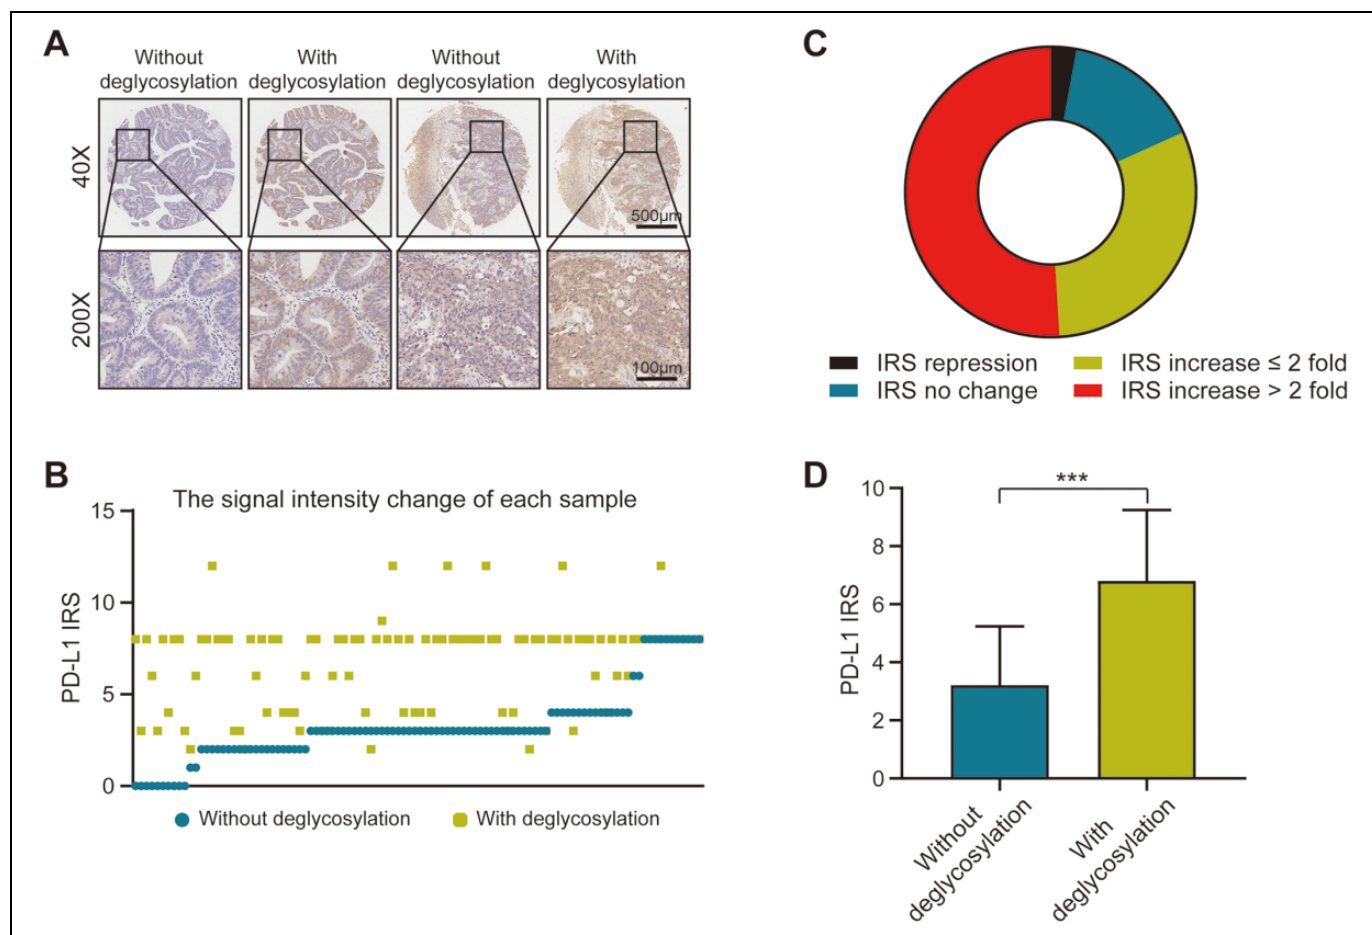 A
Without deglycosylation
With deglycosylation
Without deglycosylation
With deglycosylation
40X
500µm
200X
100µm
B
The signal intensity change of each sample
PD-L1 IRS
15
10
5
0
Without deglycosylation
With deglycosylation
C
IRS repression
IRS increase ≤ 2 fold
IRS no change
IRS increase > 2 fold
D
PD-L1 IRS
10
8
6
4
2
0
***
Without deglycosylation
With deglycosylation